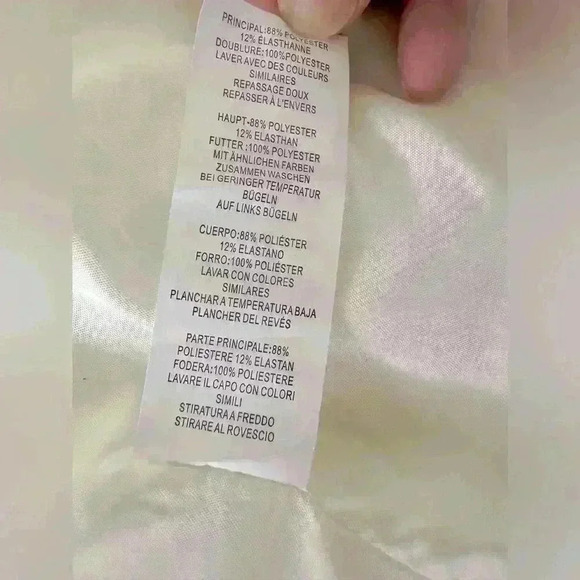 PRINCIPAL:88% POLYESTER
12% ÉLASTHANNE
DOUBLURE:100%POLYESTER
LAVER AVEC DES COULEURS
SIMILAIRES
REPASSAGE DOUX
REPASSER À L'ENVERS
HAUPT-88% POLYESTER
12% ELASTHAN
FUTTER :100% POLYESTER
MIT ÄHNLICHEN FARBEN
ZUSAMMEN WASCHEN
BEI GERINGER TEMPERATUR
BÜGELN
AUF LINKS BÜGELN
CUERPO:88% POLIÉSTER
12% ELASTANO
FORRO:100% POLIÉSTER
LAVAR CON COLORES
SIMILARES
PLANCHAR A TEMPERATURA BAJA
PLANCHER DEL REVÉS
PARTE PRINCIPALE:88%
POLIESTERE 12% ELASTAN
FODERA:100% POLIESTERE
LAVARE IL CAPO CON COLORI
SIMILI
STIRATURA A FREDDO
STIRARE AL ROVESCIO